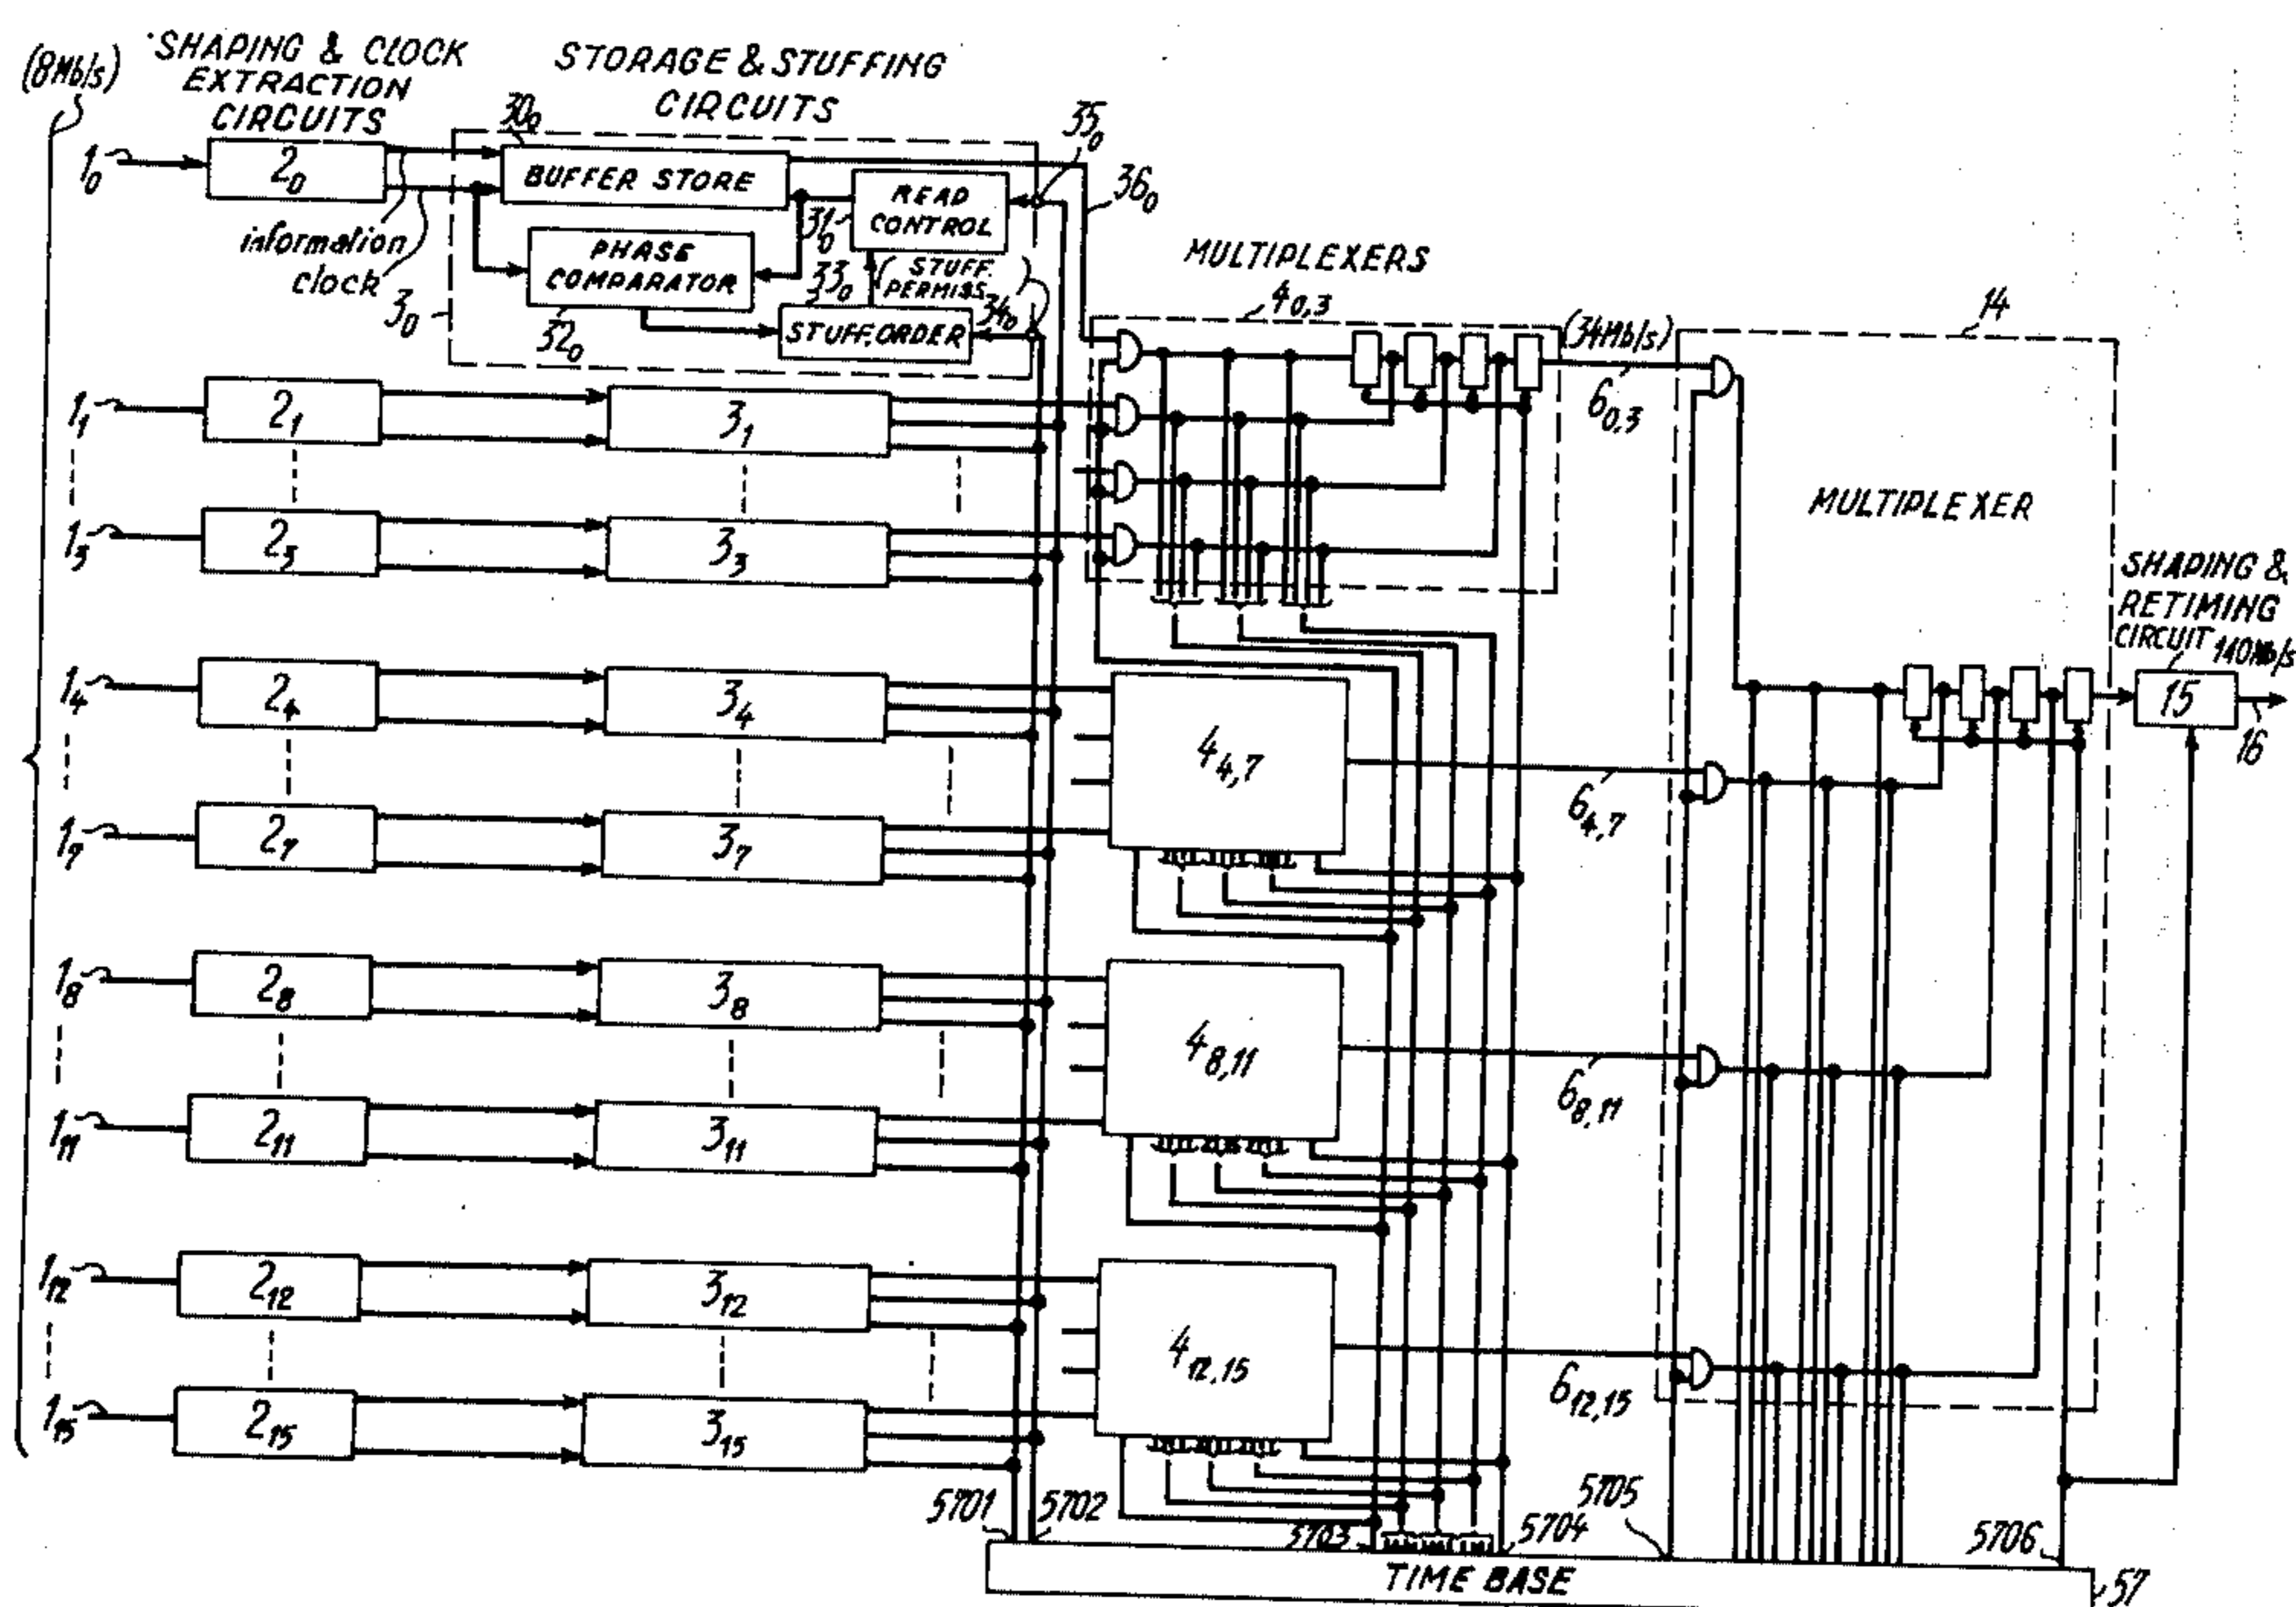 (8Mb/s)
SHAPING & CLOCK
EXTRACTION
CIRCUITS
STORAGE & STUFFING
CIRCUITS
1₀
2₀
30₀
BUFFER STORE
READ
CONTROL
31₀
35₀
36₀
information
clock
PHASE
COMPARATOR
32₀
33₀
STUFF.
PERMISS.
34₀
STUFF. ORDER
3₀
MULTIPLEXERS
4₀,₃
(34Mb/s)
6₀,₃
14
MULTIPLEXER
1₁
2₁
3₁
1₃
2₃
3₃
SHAPING &
RETIMING
CIRCUIT
140Mb/s
15
16
1₄
2₄
3₄
4₄,₇
6₄,₇
1₇
2₇
3₇
1₈
2₈
3₈
4₈,₁₁
6₈,₁₁
1₁₁
2₁₁
3₁₁
1₁₂
2₁₂
3₁₂
4₁₂,₁₅
6₁₂,₁₅
1₁₅
2₁₅
3₁₅
5701
5702
5703
5704
5705
5706
TIME BASE
57